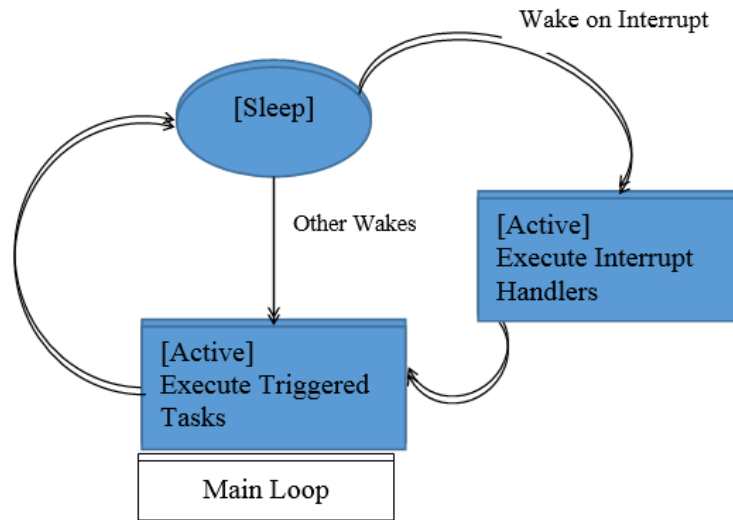 Wake on Interrupt
[Sleep]
Other Wakes
[Active]
Execute Interrupt
Handlers
[Active]
Execute Triggered
Tasks
Main Loop